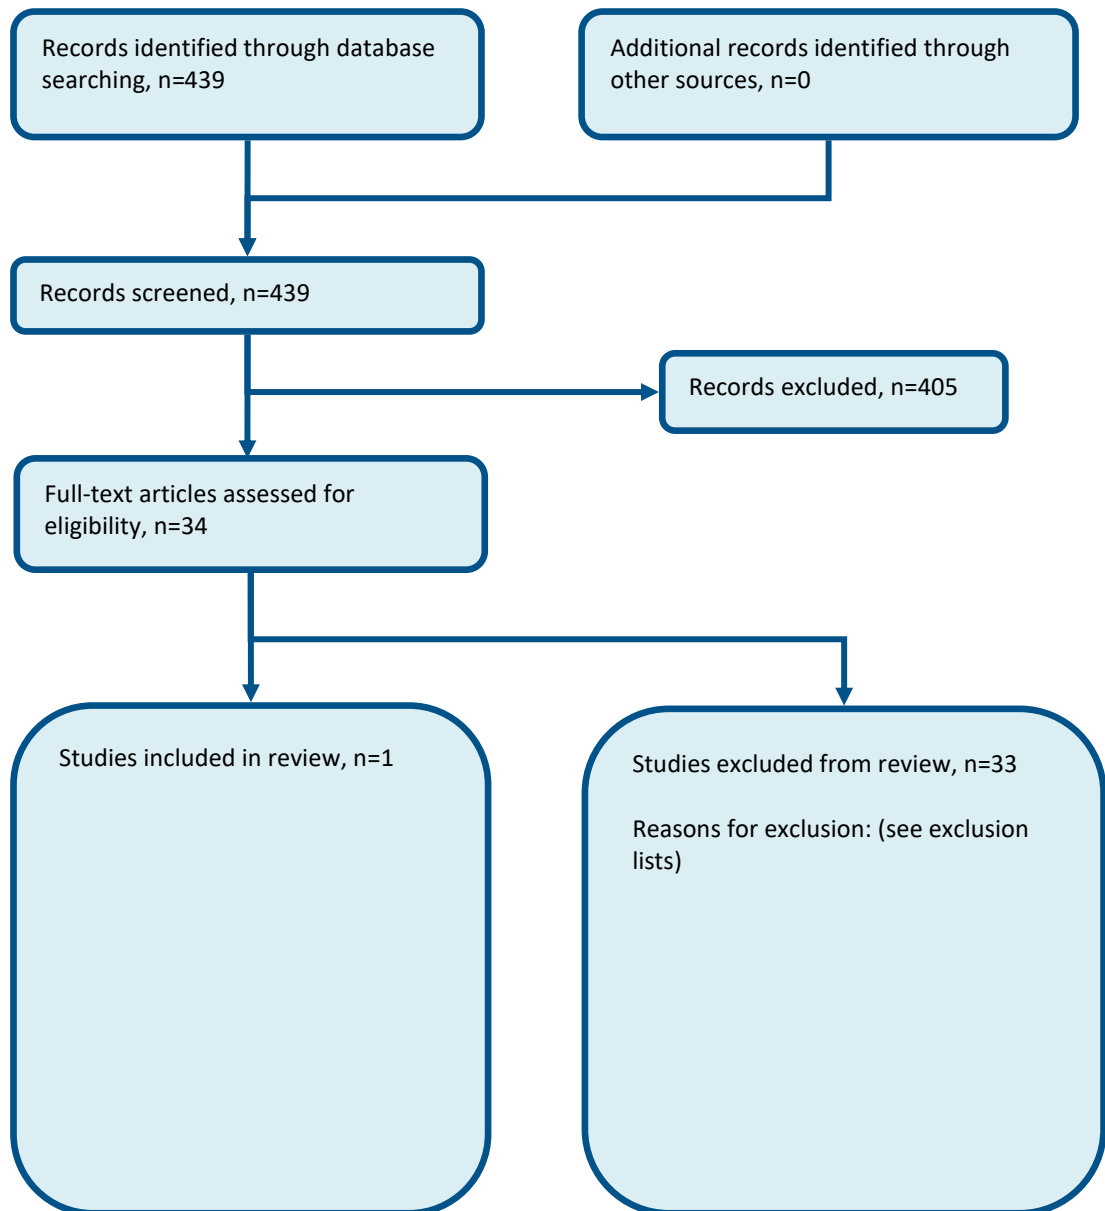 Records identified through database
searching, n=439
Additional records identified through
other sources, n=0
Records screened, n=439
Records excluded, n=405
Full-text articles assessed for
eligibility, n=34
Studies included in review, n=1
Studies excluded from review, n=33
Reasons for exclusion: (see exclusion
lists)